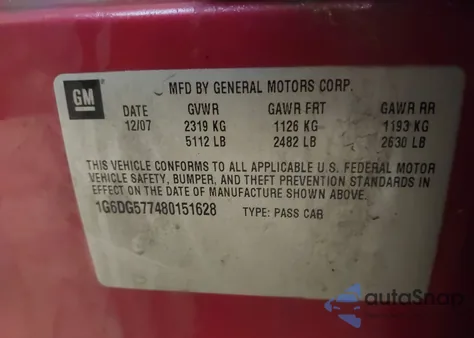 GM
MFD BY GENERAL MOTORS CORP.
DATE GVWR GAWR FRT GAWR RR
12/07 2319 KG 1126 KG 1193 KG
5112 LB 2482 LB 2630 LB
THIS VEHICLE CONFORMS TO ALL APPLICABLE U.S. FEDERAL MOTOR
VEHICLE SAFETY, BUMPER, AND THEFT PREVENTION STANDARDS IN
EFFECT ON THE DATE OF MANUFACTURE SHOWN ABOVE.
1G6DG577480151628 TYPE: PASS CAR
autoSnap